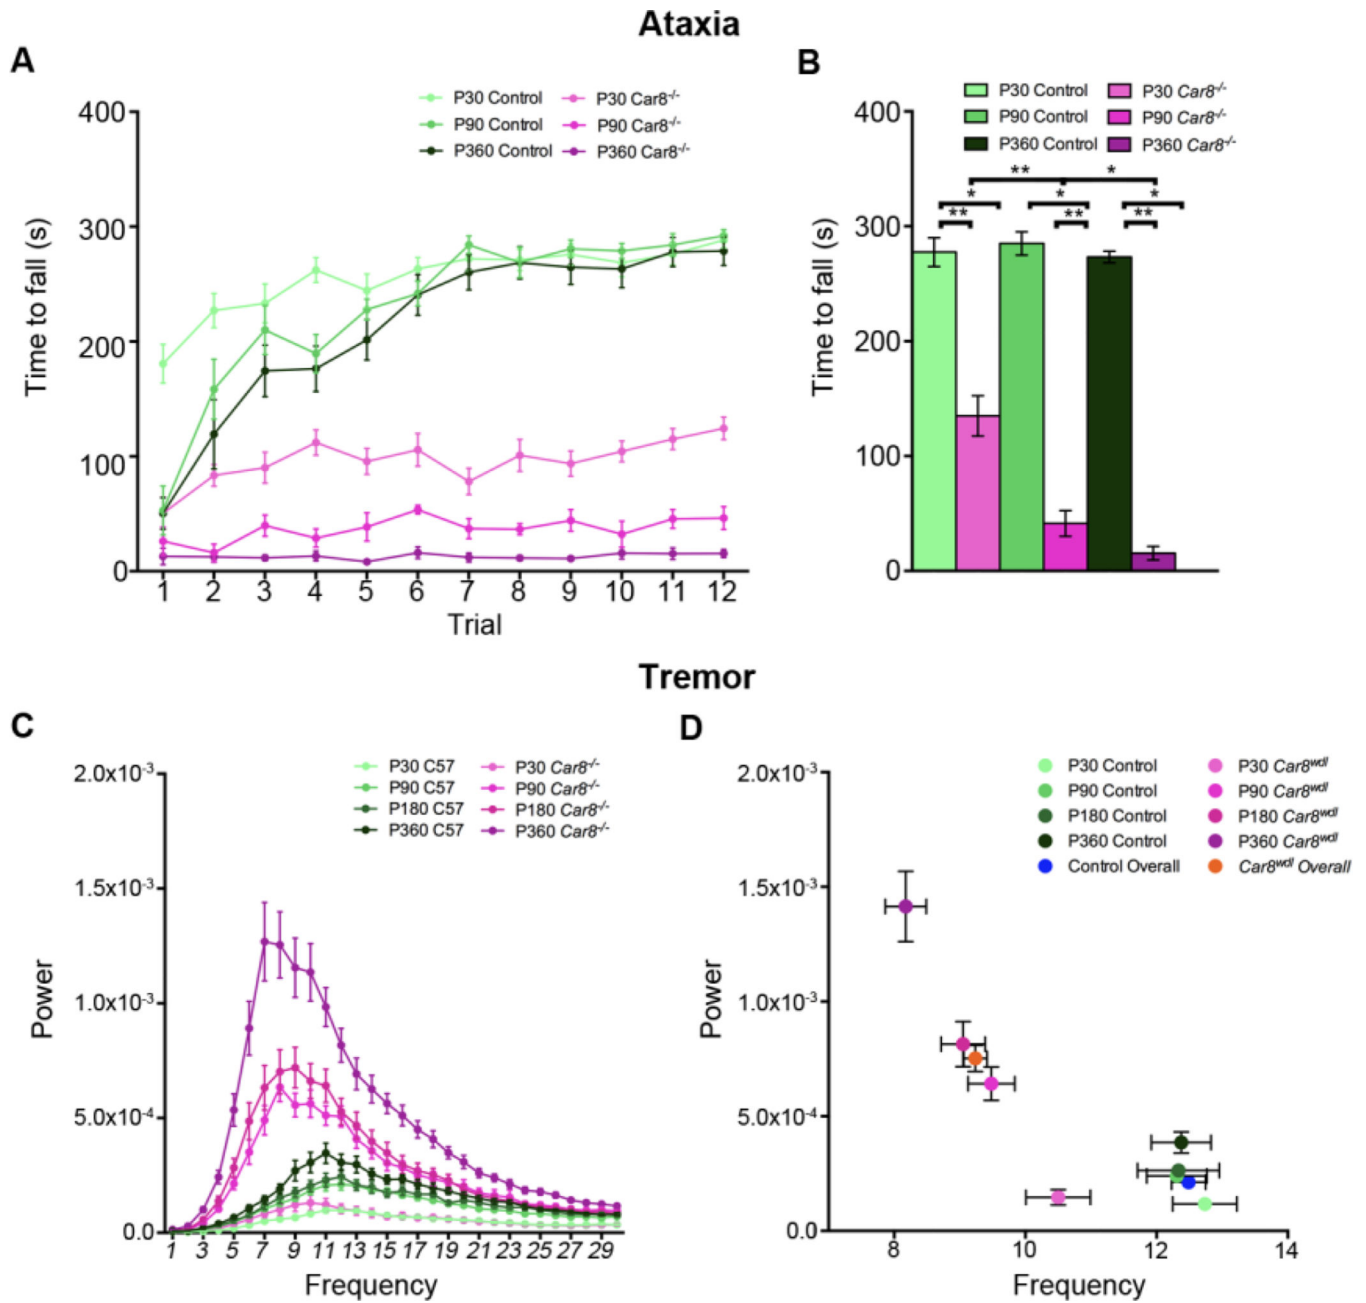 Ataxia
A
P30 Control
P30 Car8-/-
P90 Control
P90 Car8-/-
P360 Control
P360 Car8-/-
400
300
200
100
0
Time to fall (s)
1 2 3 4 5 6 7 8 9 10 11 12
Trial
B
P30 Control
P30 Car8-/-
P90 Control
P90 Car8-/-
P360 Control
P360 Car8-/-
** *
* * *
** ** **
400
300
200
100
0
Time to fall (s)
Tremor
C
P30 C57
P30 Car8-/-
P90 C57
P90 Car8-/-
P180 C57
P180 Car8-/-
P360 C57
P360 Car8-/-
2.0x10-3
1.5x10-3
1.0x10-3
5.0x10-4
0.0
Power
1 3 5 7 9 11 13 15 17 19 21 23 25 27 29
Frequency
D
P30 Control
P30 Car8wdl
P90 Control
P90 Car8wdl
P180 Control
P180 Car8wdl
P360 Control
P360 Car8wdl
Control Overall
Car8wdl Overall
2.0x10-3
1.5x10-3
1.0x10-3
5.0x10-4
0.0
Power
8 10 12 14
Frequency